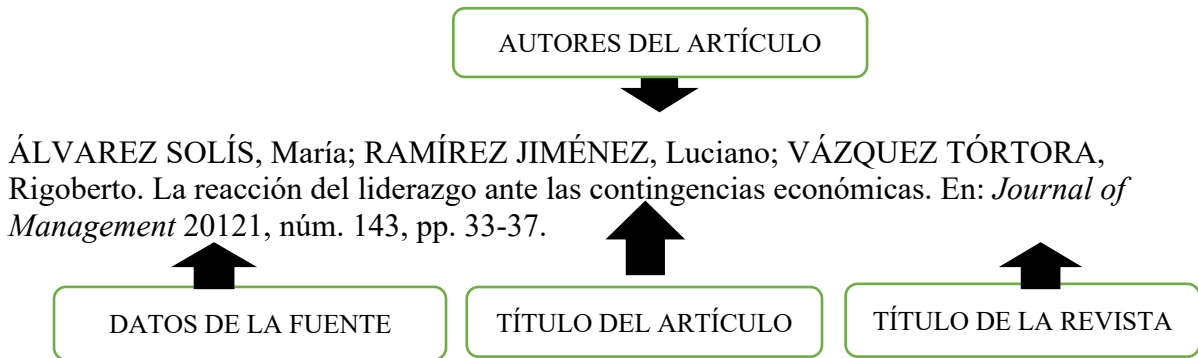 AUTORES DEL ARTÍCULO
ÁLVAREZ SOLÍS, María; RAMÍREZ JIMÉNEZ, Luciano; VÁZQUEZ TÓRTORA,
Rigoberto. La reacción del liderazgo ante las contingencias económicas. En: Journal of
Management 20121, núm. 143, pp. 33-37.
DATOS DE LA FUENTE
TÍTULO DEL ARTÍCULO
TÍTULO DE LA REVISTA